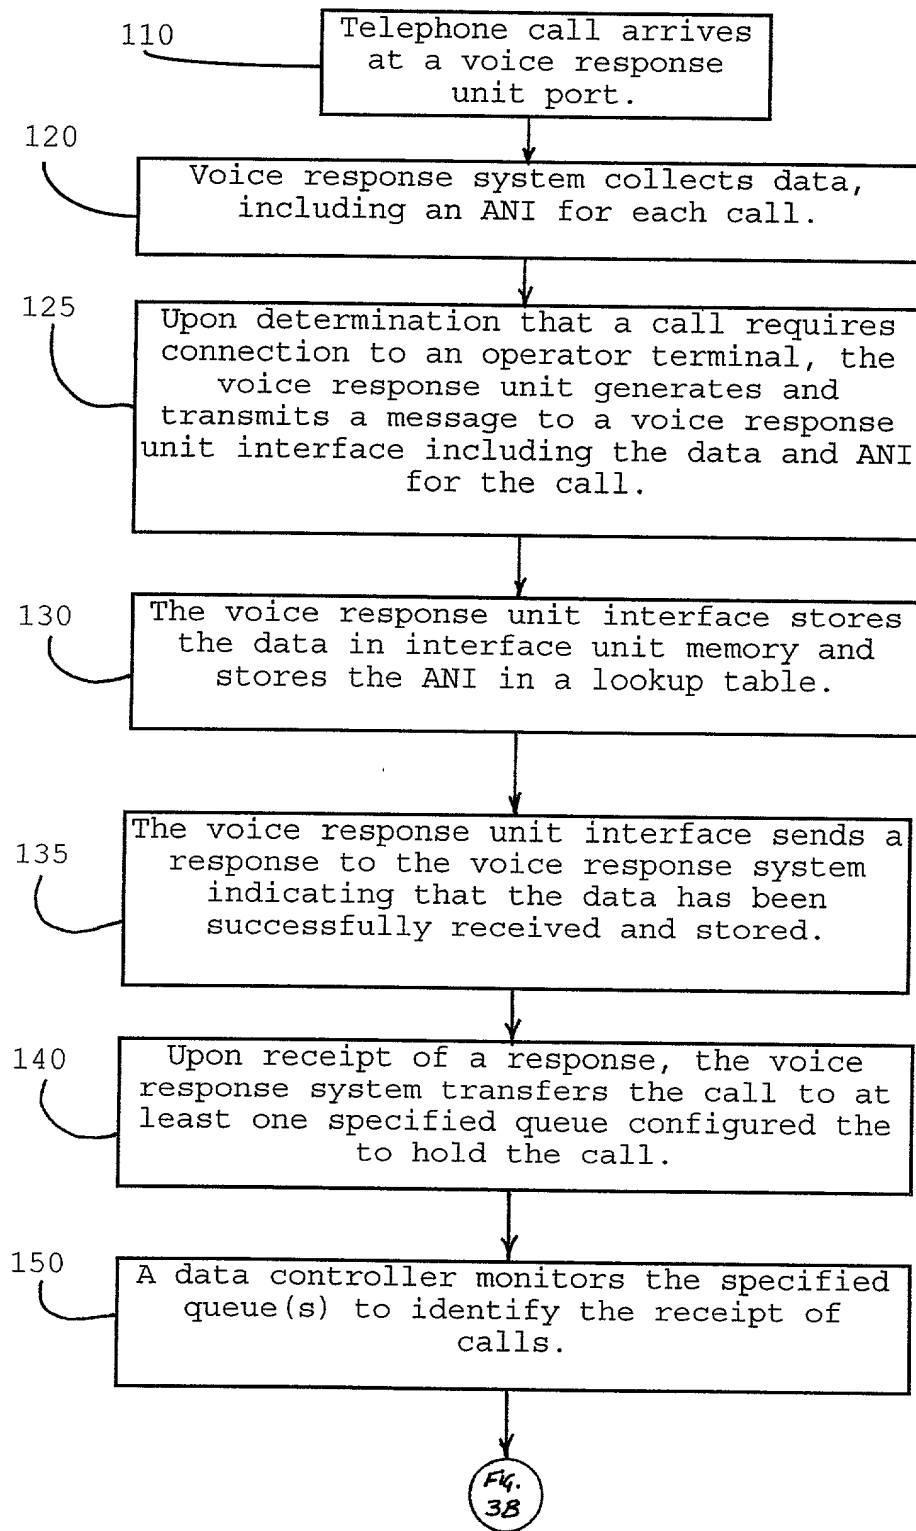 110
Telephone call arrives
at a voice response
unit port.
120
Voice response system collects data,
including an ANI for each call.
125
Upon determination that a call requires
connection to an operator terminal, the
voice response unit generates and
transmits a message to a voice response
unit interface including the data and ANI
for the call.
130
The voice response unit interface stores
the data in interface unit memory and
stores the ANI in a lookup table.
135
The voice response unit interface sends a
response to the voice response system
indicating that the data has been
successfully received and stored.
140
Upon receipt of a response, the voice
response system transfers the call to at
least one specified queue configured the
to hold the call.
150
A data controller monitors the specified
queue(s) to identify the receipt of
calls.
FIG.
3B